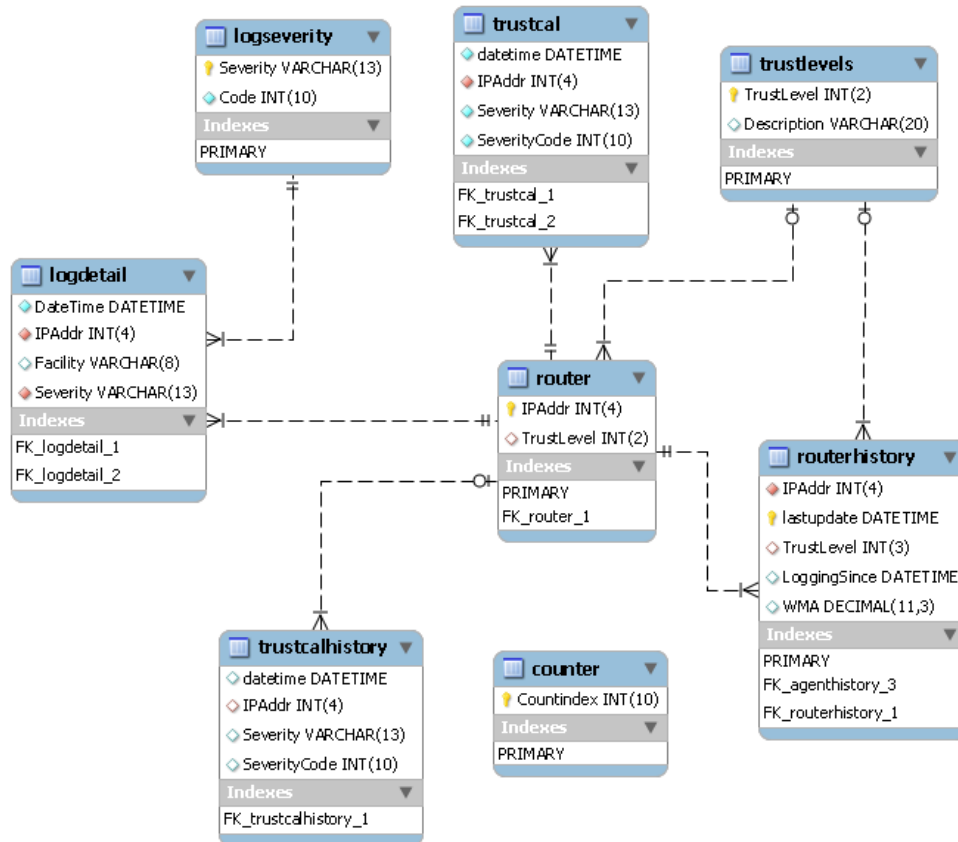 logseverity
Severity VARCHAR(13)
Code INT(10)
Indexes
PRIMARY
trustcal
datetime DATETIME
IPAddr INT(4)
Severity VARCHAR(13)
SeverityCode INT(10)
Indexes
FK_trustcal_1
FK_trustcal_2
trustlevels
TrustLevel INT(2)
Description VARCHAR(20)
Indexes
PRIMARY
logdetail
DateTime DATETIME
IPAddr INT(4)
Facility VARCHAR(8)
Severity VARCHAR(13)
Indexes
FK_logdetail_1
FK_logdetail_2
router
IPAddr INT(4)
TrustLevel INT(2)
Indexes
PRIMARY
FK_router_1
routerhistory
IPAddr INT(4)
lastupdate DATETIME
TrustLevel INT(3)
LoggingSince DATETIME
WMA DECIMAL(11,3)
Indexes
PRIMARY
FK_agenthistory_3
FK_routerhistory_1
trustcalhistory
datetime DATETIME
IPAddr INT(4)
Severity VARCHAR(13)
SeverityCode INT(10)
Indexes
FK_trustcalhistory_1
counter
Countindex INT(10)
Indexes
PRIMARY